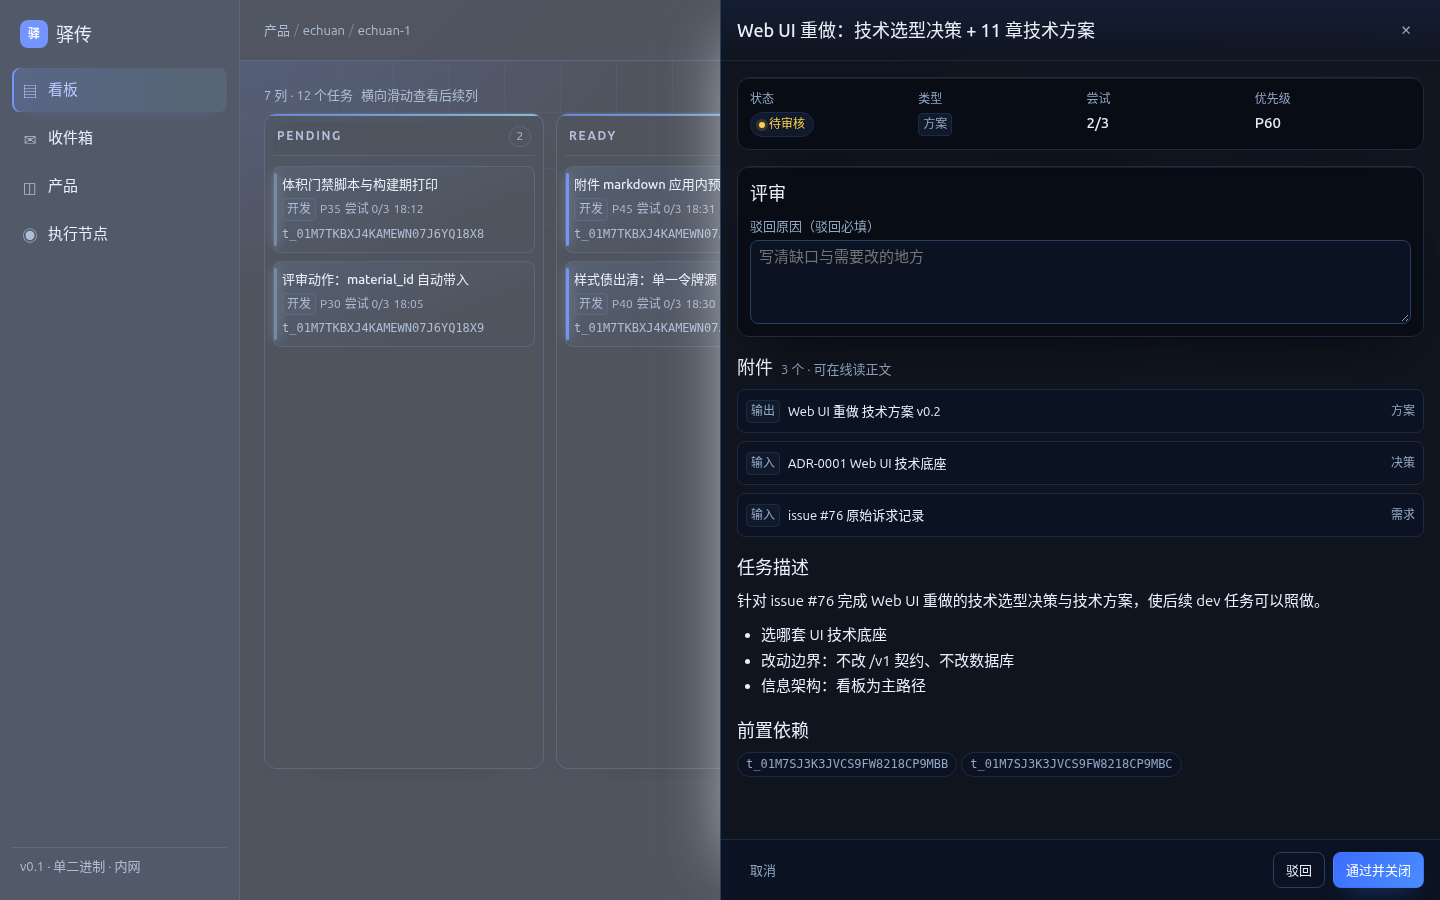 驿 驿传
看板
收件箱
产品
执行节点
v0.1 · 单二进制 · 内网
产品 / echuan / echuan-1
7 列 · 12 个任务 横向滑动查看后续列
PENDING 2
体积门禁脚本与构建期打印
开发 P35 尝试 0/3 18:12
t_01M7TKBXJ4KAMEWN07J6YQ18X8
评审动作：material_id 自动带入
开发 P30 尝试 0/3 18:05
t_01M7TKBXJ4KAMEWN07J6YQ18X9
READY
附件 markdown 应用内预
开发 P45 尝试 0/3 18:31
t_01M7TKBXJ4KAMEWN07.
样式债出清：单一令牌源
开发 P40 尝试 0/3 18:30
t_01M7TKBXJ4KAMEWN07.
Web UI 重做：技术选型决策 + 11 章技术方案
×
状态 类型 尝试 优先级
待审核 方案 2/3 P60
评审
驳回原因（驳回必填）
写清缺口与需要改的地方
附件 3 个 · 可在线读正文
输出 Web UI 重做 技术方案 v0.2 方案
输入 ADR-0001 Web UI 技术底座 决策
输入 issue #76 原始诉求记录 需求
任务描述
针对 issue #76 完成 Web UI 重做的技术选型决策与技术方案，使后续 dev 任务可以照做。
• 选哪套 UI 技术底座
• 改动边界：不改 /v1 契约、不改数据库
• 信息架构：看板为主路径
前置依赖
t_01M7SJ3K3JVCS9FW8218CP9MBB t_01M7SJ3K3JVCS9FW8218CP9MBC
取消 驳回 通过并关闭